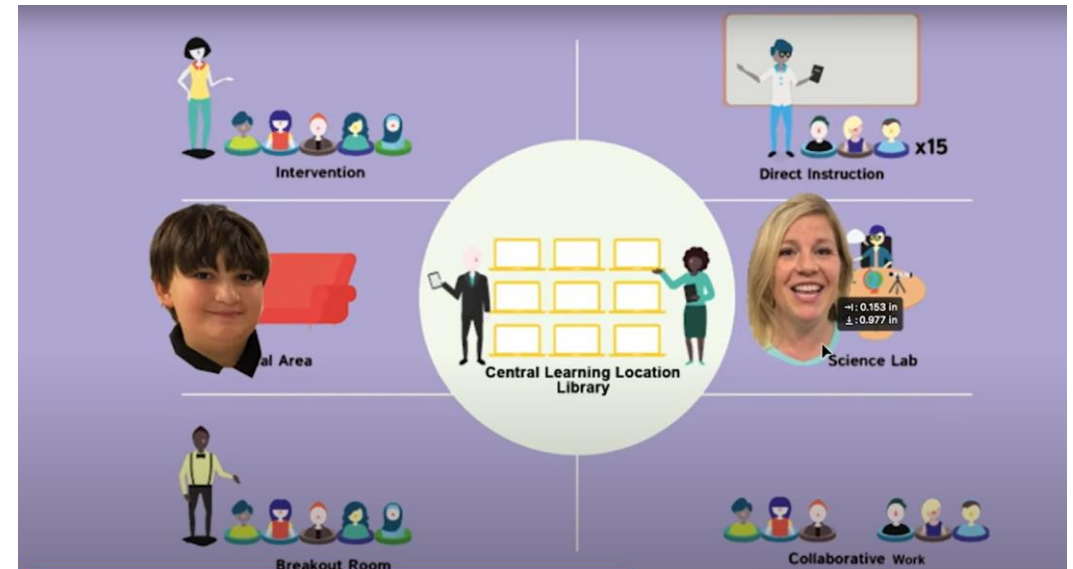 Intervention
x15
Direct Instruction
al Area
→I: 0.153 in
⤓: 0.977 in
Science Lab
Central Learning Location
Library
Breakout Room
Collaborative Work